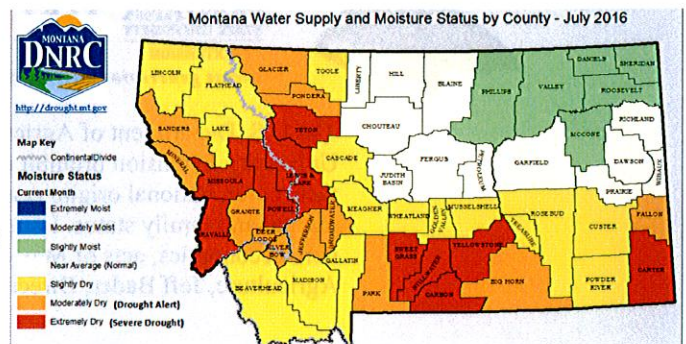 Montana Water Supply and Moisture Status by County - July 2016
MONTANA
DNRC
http://drought.mt.gov
Map Key
Continental Divide
Moisture Status
Current Month
Extremely Moist
Moderately Moist
Slightly Moist
Near Average (Normal)
Slightly Dry
Moderately Dry (Drought Alert)
Extremely Dry (Severe Drought)
LINCOLN
FLATHEAD
GLACIER
TOOLE
LIBERTY
HILL
BLAINE
PHILLIPS
VALLEY
DANIELS
SHERIDAN
ROOSEVELT
PONDERA
SANDERS
LAKE
TETON
CHOUTEAU
MCCONE
RICHLAND
MINERAL
MISSOULA
LEWIS &
CLARK
CASCADE
JUDITH
BASIN
FERGUS
PETROLEUM
GARFIELD
DAWSON
PRAIRIE
WIBAUX
RAVALLI
GRANITE
POWELL
DEER
LODGE
SILVER
BOW
JEFFERSON
BROADWATER
MEAGHER
WHEATLAND
GOLDEN
VALLEY
MUSSELSHELL
TREASURE
ROSEBUD
CUSTER
FALLON
BEAVERHEAD
MADISON
GALLATIN
PARK
SWEET
GRASS
STILLWATER
CARBON
YELLOWSTONE
BIG HORN
POWDER
RIVER
CARTER